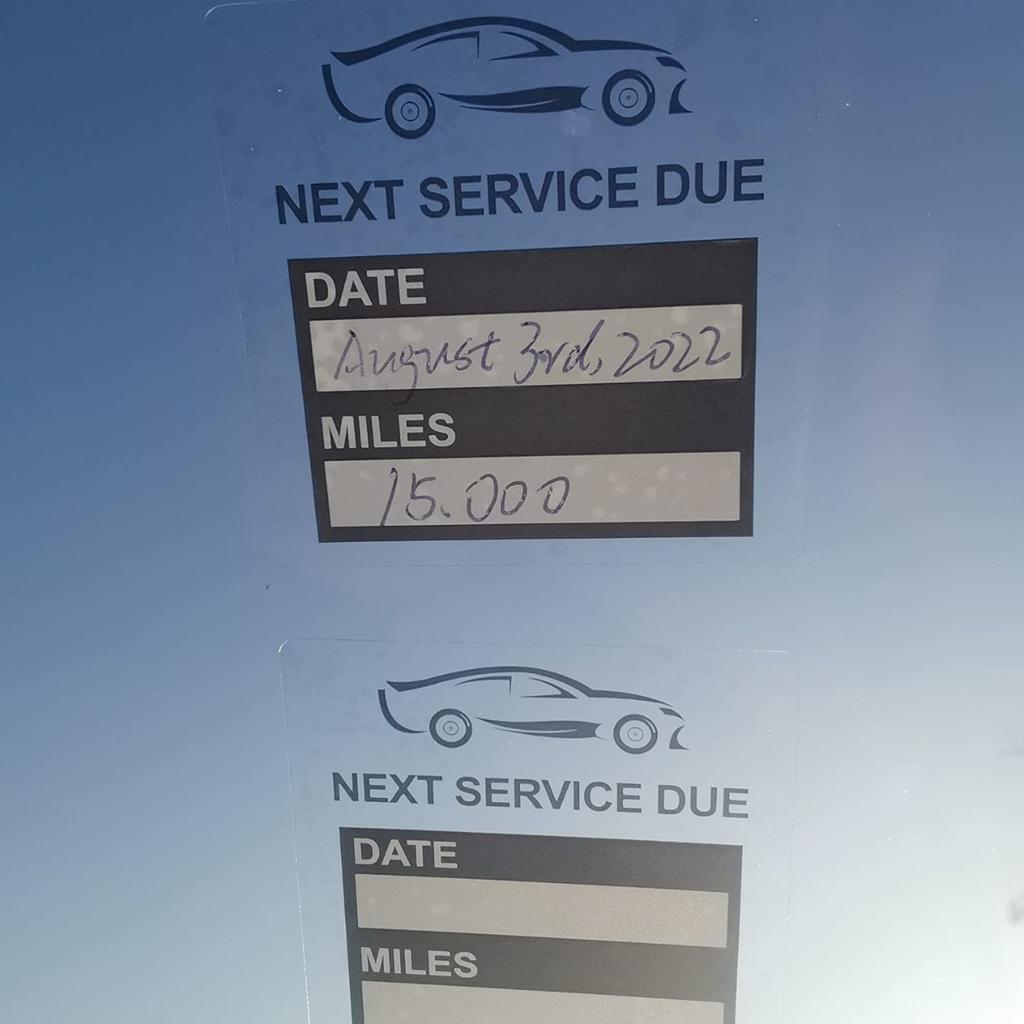 NEXT SERVICE DUE
DATE
August 3rd, 2022
MILES
15.000
NEXT SERVICE DUE
DATE
MILES